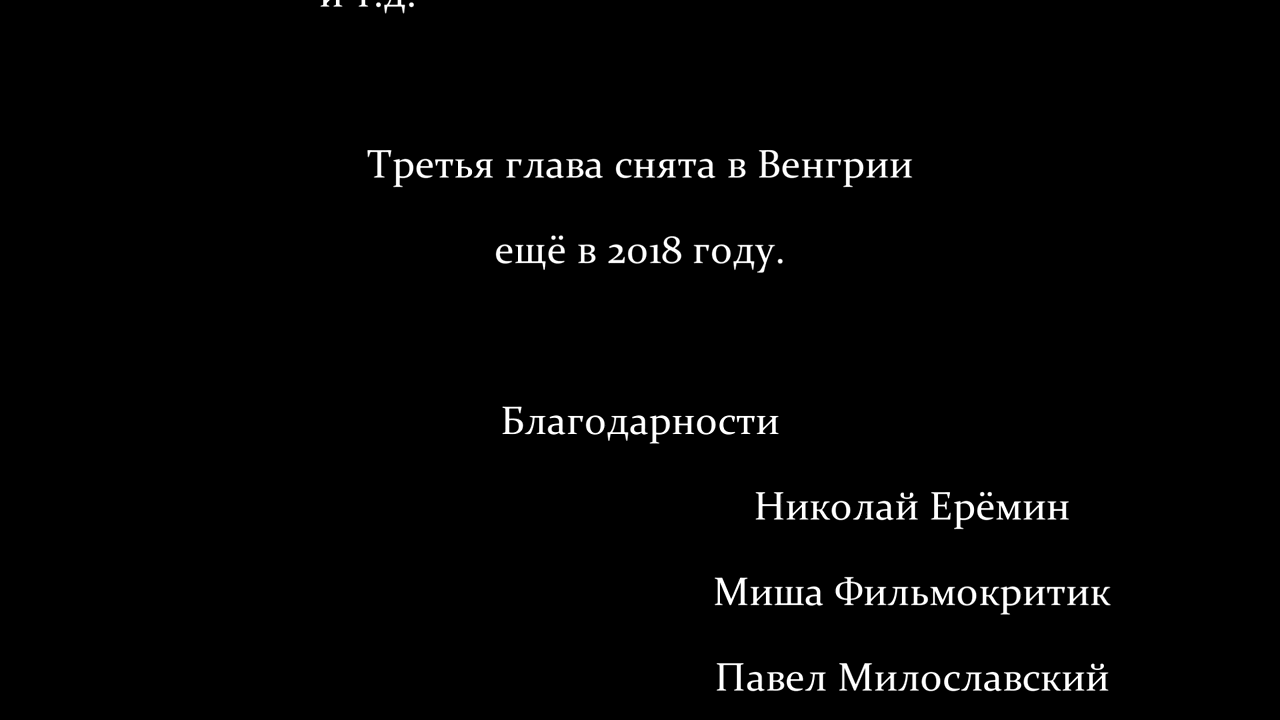 и т.д.
Третья глава снята в Венгрии
ещё в 2018 году.
Благодарности
Николай Ерёмин
Миша Фильмокритик
Павел Милославский